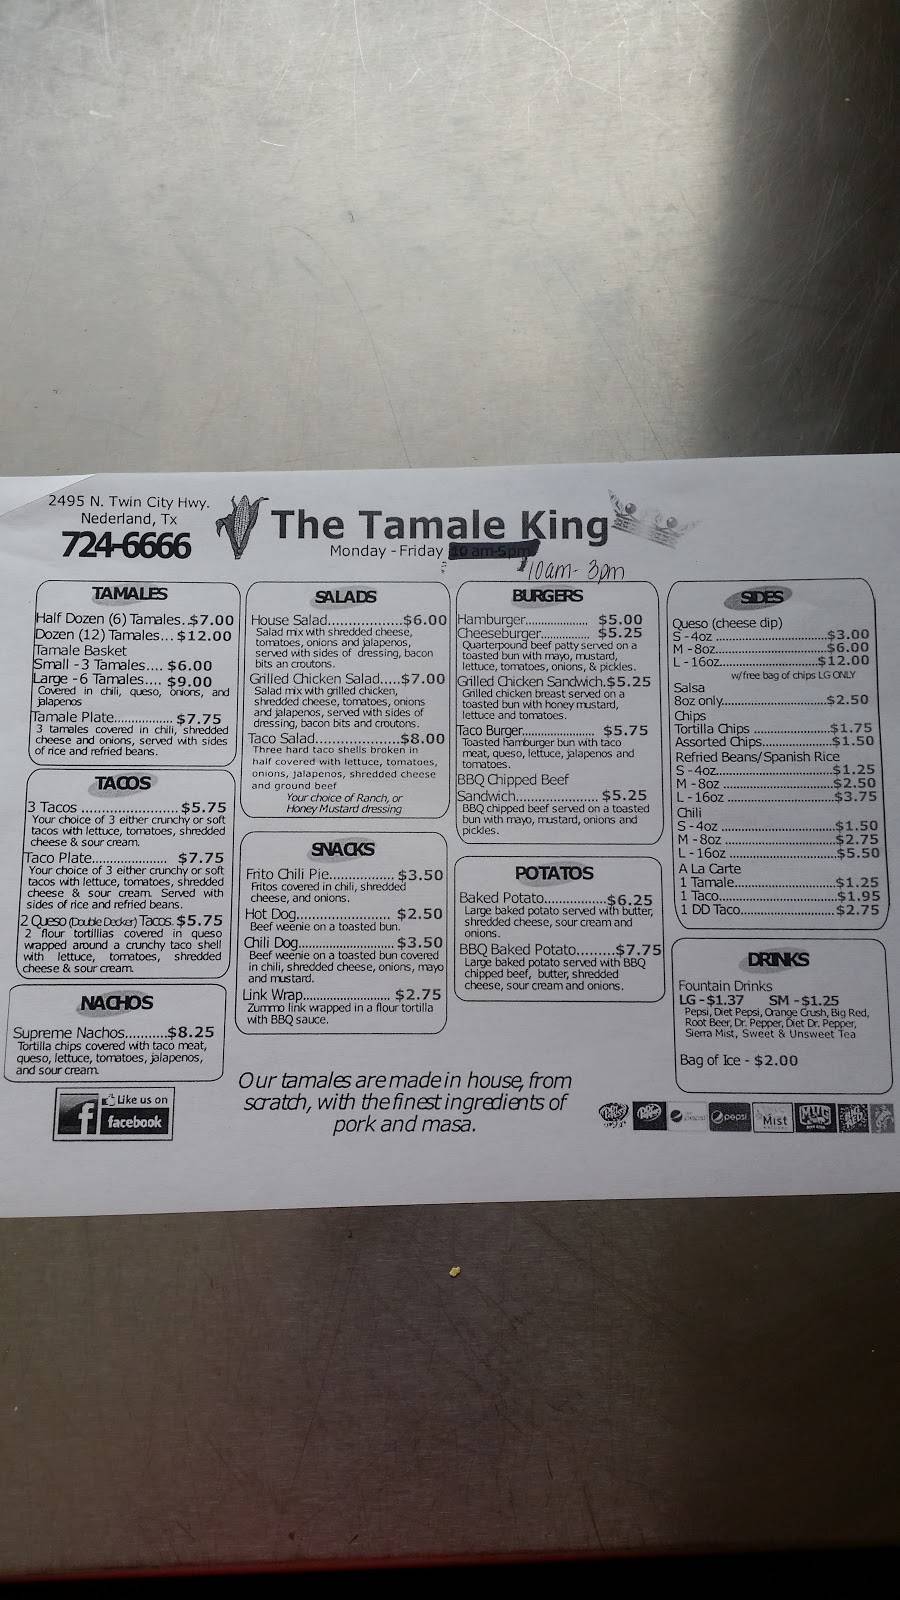 2495 N. Twin City Hwy.
Nederland, Tx
724-6666
The Tamale King
Monday - Friday 10 am-5pm
10am- 3pm
TAMALES
Half Dozen (6) Tamales..$7.00
Dozen (12) Tamales... $12.00
Tamale Basket
Small - 3 Tamales.... $6.00
Large - 6 Tamales.... $9.00
Covered in chili, queso, onions, and
jalapenos
Tamale Plate................ $7.75
3 tamales covered in chili, shredded
cheese and onions, served with sides
of rice and refried beans.
TACOS
3 Tacos ..........................$5.75
Your choice of 3 either crunchy or soft
tacos with lettuce, tomatoes, shredded
cheese & sour cream.
Taco Plate..................... $7.75
Your choice of 3 either crunchy or soft
tacos with lettuce, tomatoes, shredded
cheese & sour cream. Served with
sides of rice and refried beans.
2 Queso (Double Decker) Tacos. $5.75
2 flour tortillias covered in queso
wrapped around a crunchy taco shell
with lettuce, tomatoes, shredded
cheese & sour cream.
NACHOS
Supreme Nachos..........$8.25
Tortilla chips covered with taco meat,
queso, lettuce, tomatoes, jalapenos,
and sour cream.
Like us on
facebook
SALADS
House Salad...................$6.00
Salad mix with shredded cheese,
tomatoes, onions and jalapenos,
served with sides of dressing, bacon
bits an croutons.
Grilled Chicken Salad.....$7.00
Salad mix with grilled chicken,
shredded cheese, tomatoes, onions
and jalapenos, served with sides of
dressing, bacon bits and croutons.
Taco Salad.....................$8.00
Three hard taco shells broken in
half covered with lettuce, tomatoes,
onions, jalapenos, shredded cheese
and ground beef
Your choice of Ranch, or
Honey Mustard dressing
SNACKS
Frito Chili Pie................. $3.50
Fritos covered in chili, shredded
cheese, and onions.
Hot Dog......................... $2.50
Beef weenie on a toasted bun.
Chili Dog......................... $3.50
Beef weenie on a toasted bun covered
in chili, shredded cheese, onions, mayo
and mustard.
Link Wrap....................... $2.75
Zummo link wrapped in a flour tortilla
with BBQ sauce.
Our tamales are made in house, from
scratch, with the finest ingredients of
pork and masa.
BURGERS
Hamburger................... $5.00
Cheeseburger............... $5.25
Quarterpound beef patty served on a
toasted bun with mayo, mustard,
lettuce, tomatoes, onions, & pickles.
Grilled Chicken Sandwich.$5.25
Grilled chicken breast served on a
toasted bun with honey mustard,
lettuce and tomatoes.
Taco Burger................... $5.75
Toasted hamburger bun with taco
meat, queso, lettuce, jalapenos and
tomatoes.
BBQ Chipped Beef
Sandwich...................... $5.25
BBQ chipped beef served on a toasted
bun with mayo, mustard, onions and
pickles.
POTATOS
Baked Potato................$6.25
Large baked potato served with butter,
shredded cheese, sour cream and
onions.
BBQ Baked Potato.........$7.75
Large baked potato served with BBQ
chipped beef, butter, shredded
cheese, sour cream and onions.
SIDES
Queso (cheese dip)
S - 4oz ..............................$3.00
M - 8oz..............................$6.00
L - 16oz.............................$12.00
w/free bag of chips LG ONLY
Salsa
8oz only.............................$2.50
Chips
Tortilla Chips .....................$1.75
Assorted Chips...................$1.50
Refried Beans/Spanish Rice
S - 4oz...............................$1.25
M - 8oz ..............................$2.50
L - 16oz .............................$3.75
Chili
S - 4oz ..............................$1.50
M - 8oz ..............................$2.75
L - 16oz .............................$5.50
A La Carte
1 Tamale............................$1.25
1 Taco................................$1.95
1 DD Taco..........................$2.75
DRINKS
Fountain Drinks
LG - $1.37 SM - $1.25
Pepsi, Diet Pepsi, Orange Crush, Big Red,
Root Beer, Dr. Pepper, Diet Dr. Pepper,
Sierra Mist, Sweet & Unsweet Tea
Bag of Ice - $2.00
pepsi
Mist
MUG